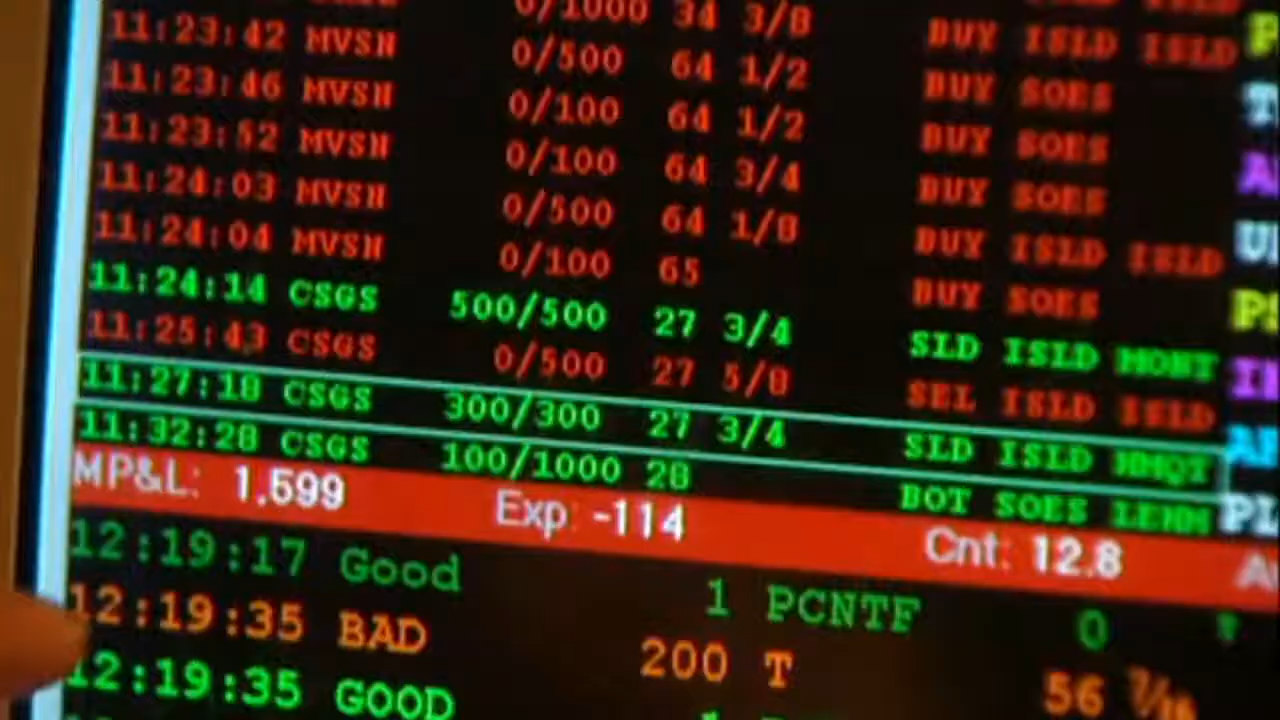 0/1000 34 3/8 BUY ISLD ISLD
11:23:42 MVSN 0/500 64 1/2 BUY SOES
11:23:46 MVSN 0/100 64 1/2 BUY SOES
11:23:52 MVSN 0/100 64 3/4 BUY SOES
11:24:03 MVSN 0/500 64 1/8 BUY ISLD ISLD
11:24:04 MVSN 0/100 65 BUY SOES
11:24:14 CSGS 500/500 27 3/4 SLD ISLD MONT
11:25:43 CSGS 0/500 27 5/8 SEL ISLD ISLD
11:27:18 CSGS 300/300 27 3/4 SLD ISLD HMQT
11:32:28 CSGS 100/1000 28 BOT SOES LEHM
MP&L: 1,599 Exp: -114 Cnt: 12.8
12:19:17 Good 1 PCNTF 0
12:19:35 BAD 200 T 56 7/16
12:19:35 GOOD